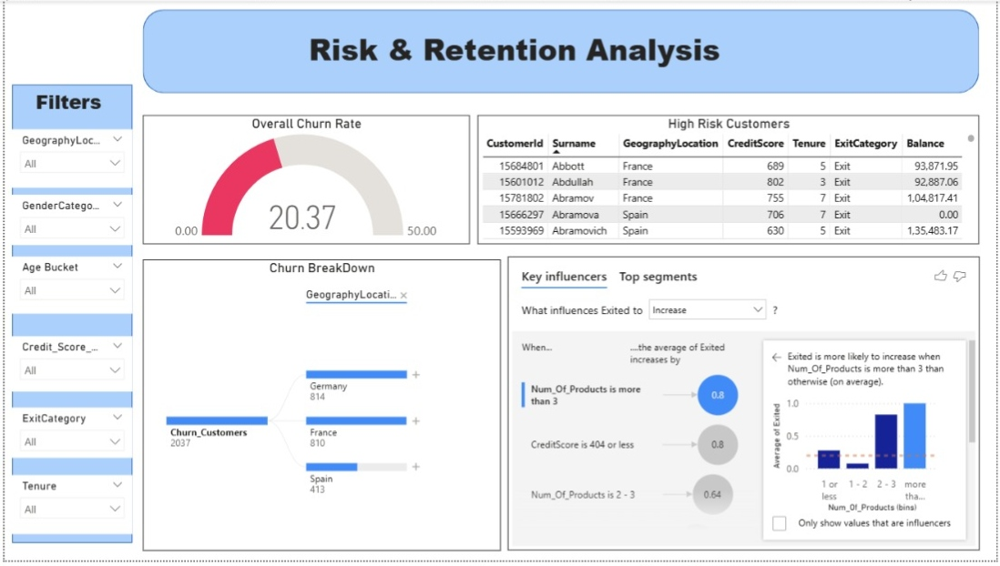 Risk & Retention Analysis
Filters
GeographyLoc...
All
GenderCatego...
All
Age Bucket
All
Credit_Score_...
All
ExitCategory
All
Tenure
All
Overall Churn Rate
20.37
0.00
50.00
High Risk Customers
CustomerId Surname GeographyLocation CreditScore Tenure ExitCategory Balance
15684801 Abbott France 689 5 Exit 93,871.95
15601012 Abdullah France 802 3 Exit 92,887.06
15781802 Abramov France 755 7 Exit 1,04,817.41
15666297 Abramova Spain 706 7 Exit 0.00
15593969 Abramovich Spain 630 5 Exit 1,35,483.17
Churn BreakDown
GeographyLocati...
Churn_Customers
2037
Germany
814
France
810
Spain
413
Key influencers Top segments
What influences Exited to Increase ?
When...
....the average of Exited
increases by
Num_Of_Products is more
than 3
0.8
CreditScore is 404 or less
0.8
Num_Of_Products is 2 - 3
0.64
Exited is more likely to increase when
Num_Of_Products is more than 3 than
otherwise (on average).
Average of Exited
1.0
0.5
0.0
1 or
less
1 - 2
2 - 3
more
tha...
Num_Of_Products (bins)
Only show values that are influencers